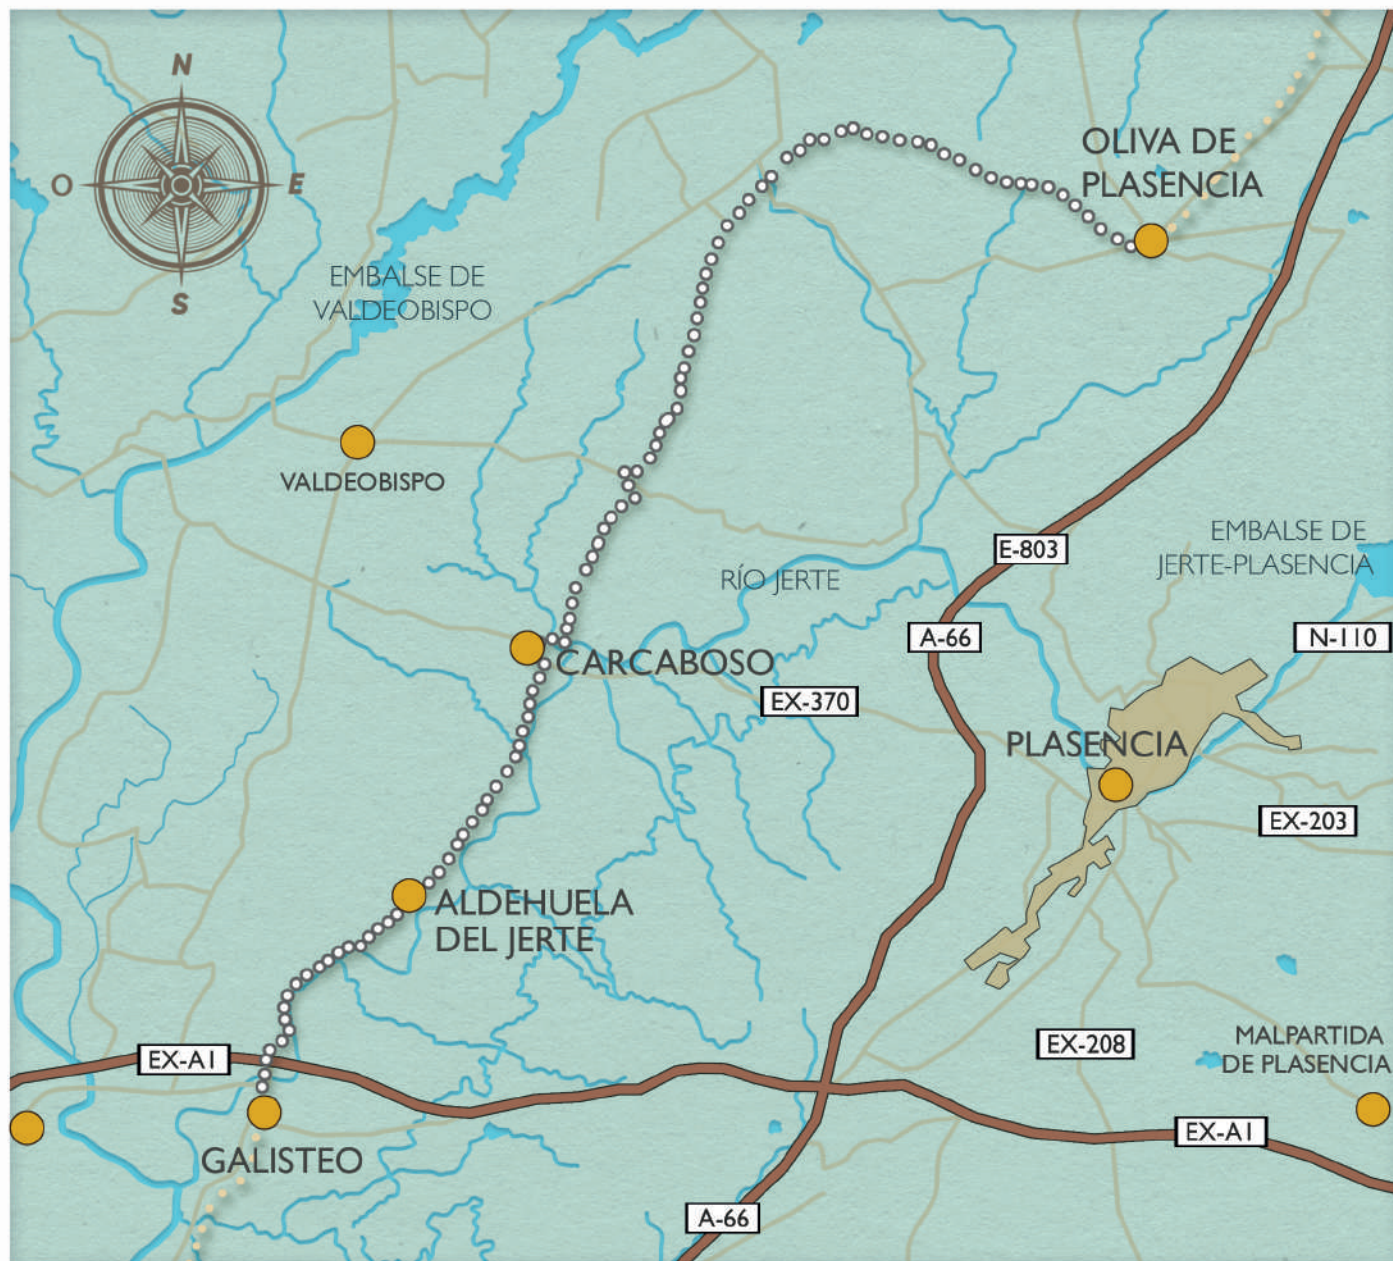 N
O
E
S
OLIVA DE
PLASENCIA
EMBALSE DE
VALDEOBISPO
VALDEOBISPO
E-803
EMBALSE DE
JERTE-PLASENCIA
RÍO JERTE
A-66
N-110
CARCABOSO
EX-370
PLASENCIA
EX-203
ALDEHUELA
DEL JERTE
EX-A1
EX-208
MALPARTIDA
DE PLASENCIA
EX-A1
GALISTEO
A-66